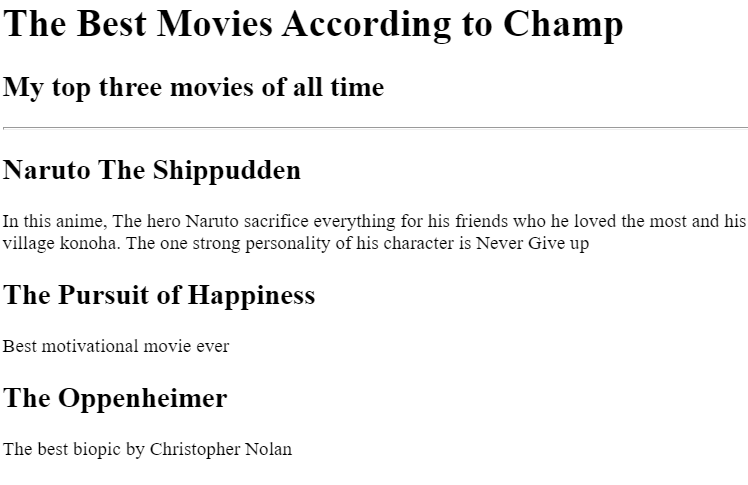 The Best Movies According to Champ
My top three movies of all time
Naruto The Shippudden
In this anime, The hero Naruto sacrifice everything for his friends who he loved the most and his
village konoha. The one strong personality of his character is Never Give up
The Pursuit of Happiness
Best motivational movie ever
The Oppenheimer
The best biopic by Christopher Nolan